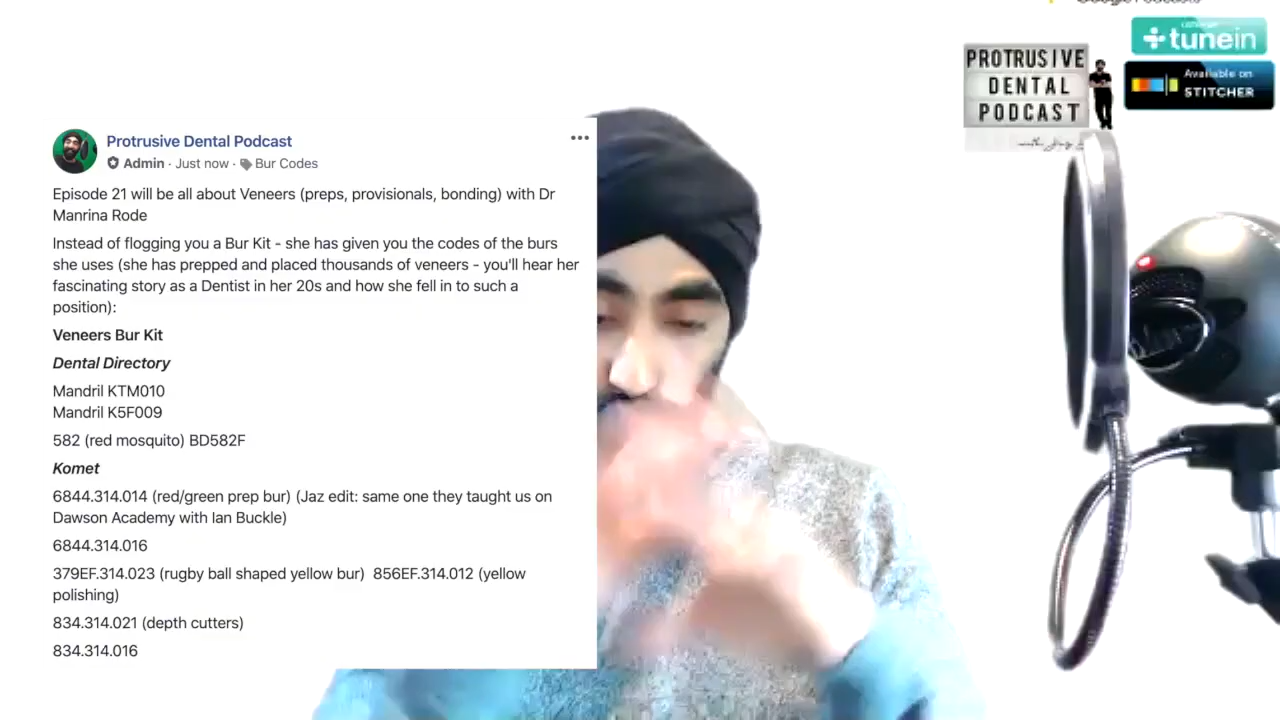 Protrusive Dental Podcast
Admin · Just now · Bur Codes
Episode 21 will be all about Veneers (preps, provisionals, bonding) with Dr
Manrina Rode
Instead of flogging you a Bur Kit - she has given you the codes of the burs
she uses (she has prepped and placed thousands of veneers - you'll hear her
fascinating story as a Dentist in her 20s and how she fell in to such a
position):
Veneers Bur Kit
Dental Directory
Mandril KTM010
Mandril K5F009
582 (red mosquito) BD582F
Komet
6844.314.014 (red/green prep bur) (Jaz edit: same one they taught us on
Dawson Academy with Ian Buckle)
6844.314.016
379EF.314.023 (rugby ball shaped yellow bur)  856EF.314.012 (yellow
polishing)
834.314.021 (depth cutters)
834.314.016
tunein
PROTRUSIVE
DENTAL
PODCAST
Available on
STITCHER